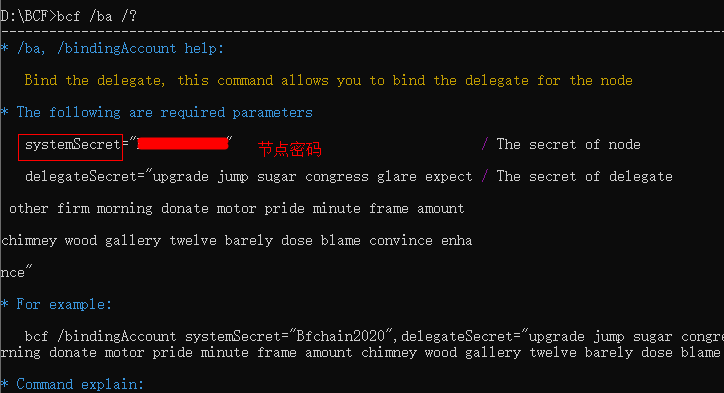 D:\BCF>bcf /ba /?
* /ba, /bindingAccount help:
Bind the delegate, this command allows you to bind the delegate for the node
* The following are required parameters
systemSecret=" " 节点密码 / The secret of node
delegateSecret="upgrade jump sugar congress glare expect / The secret of delegate
other firm morning donate motor pride minute frame amount
chimney wood gallery twelve barely dose blame convince enha
nce"
* For example:
bcf /bindingAccount systemSecret="Bfchain2020",delegateSecret="upgrade jump sugar congre
rning donate motor pride minute frame amount chimney wood gallery twelve barely dose blame
* Command explain: